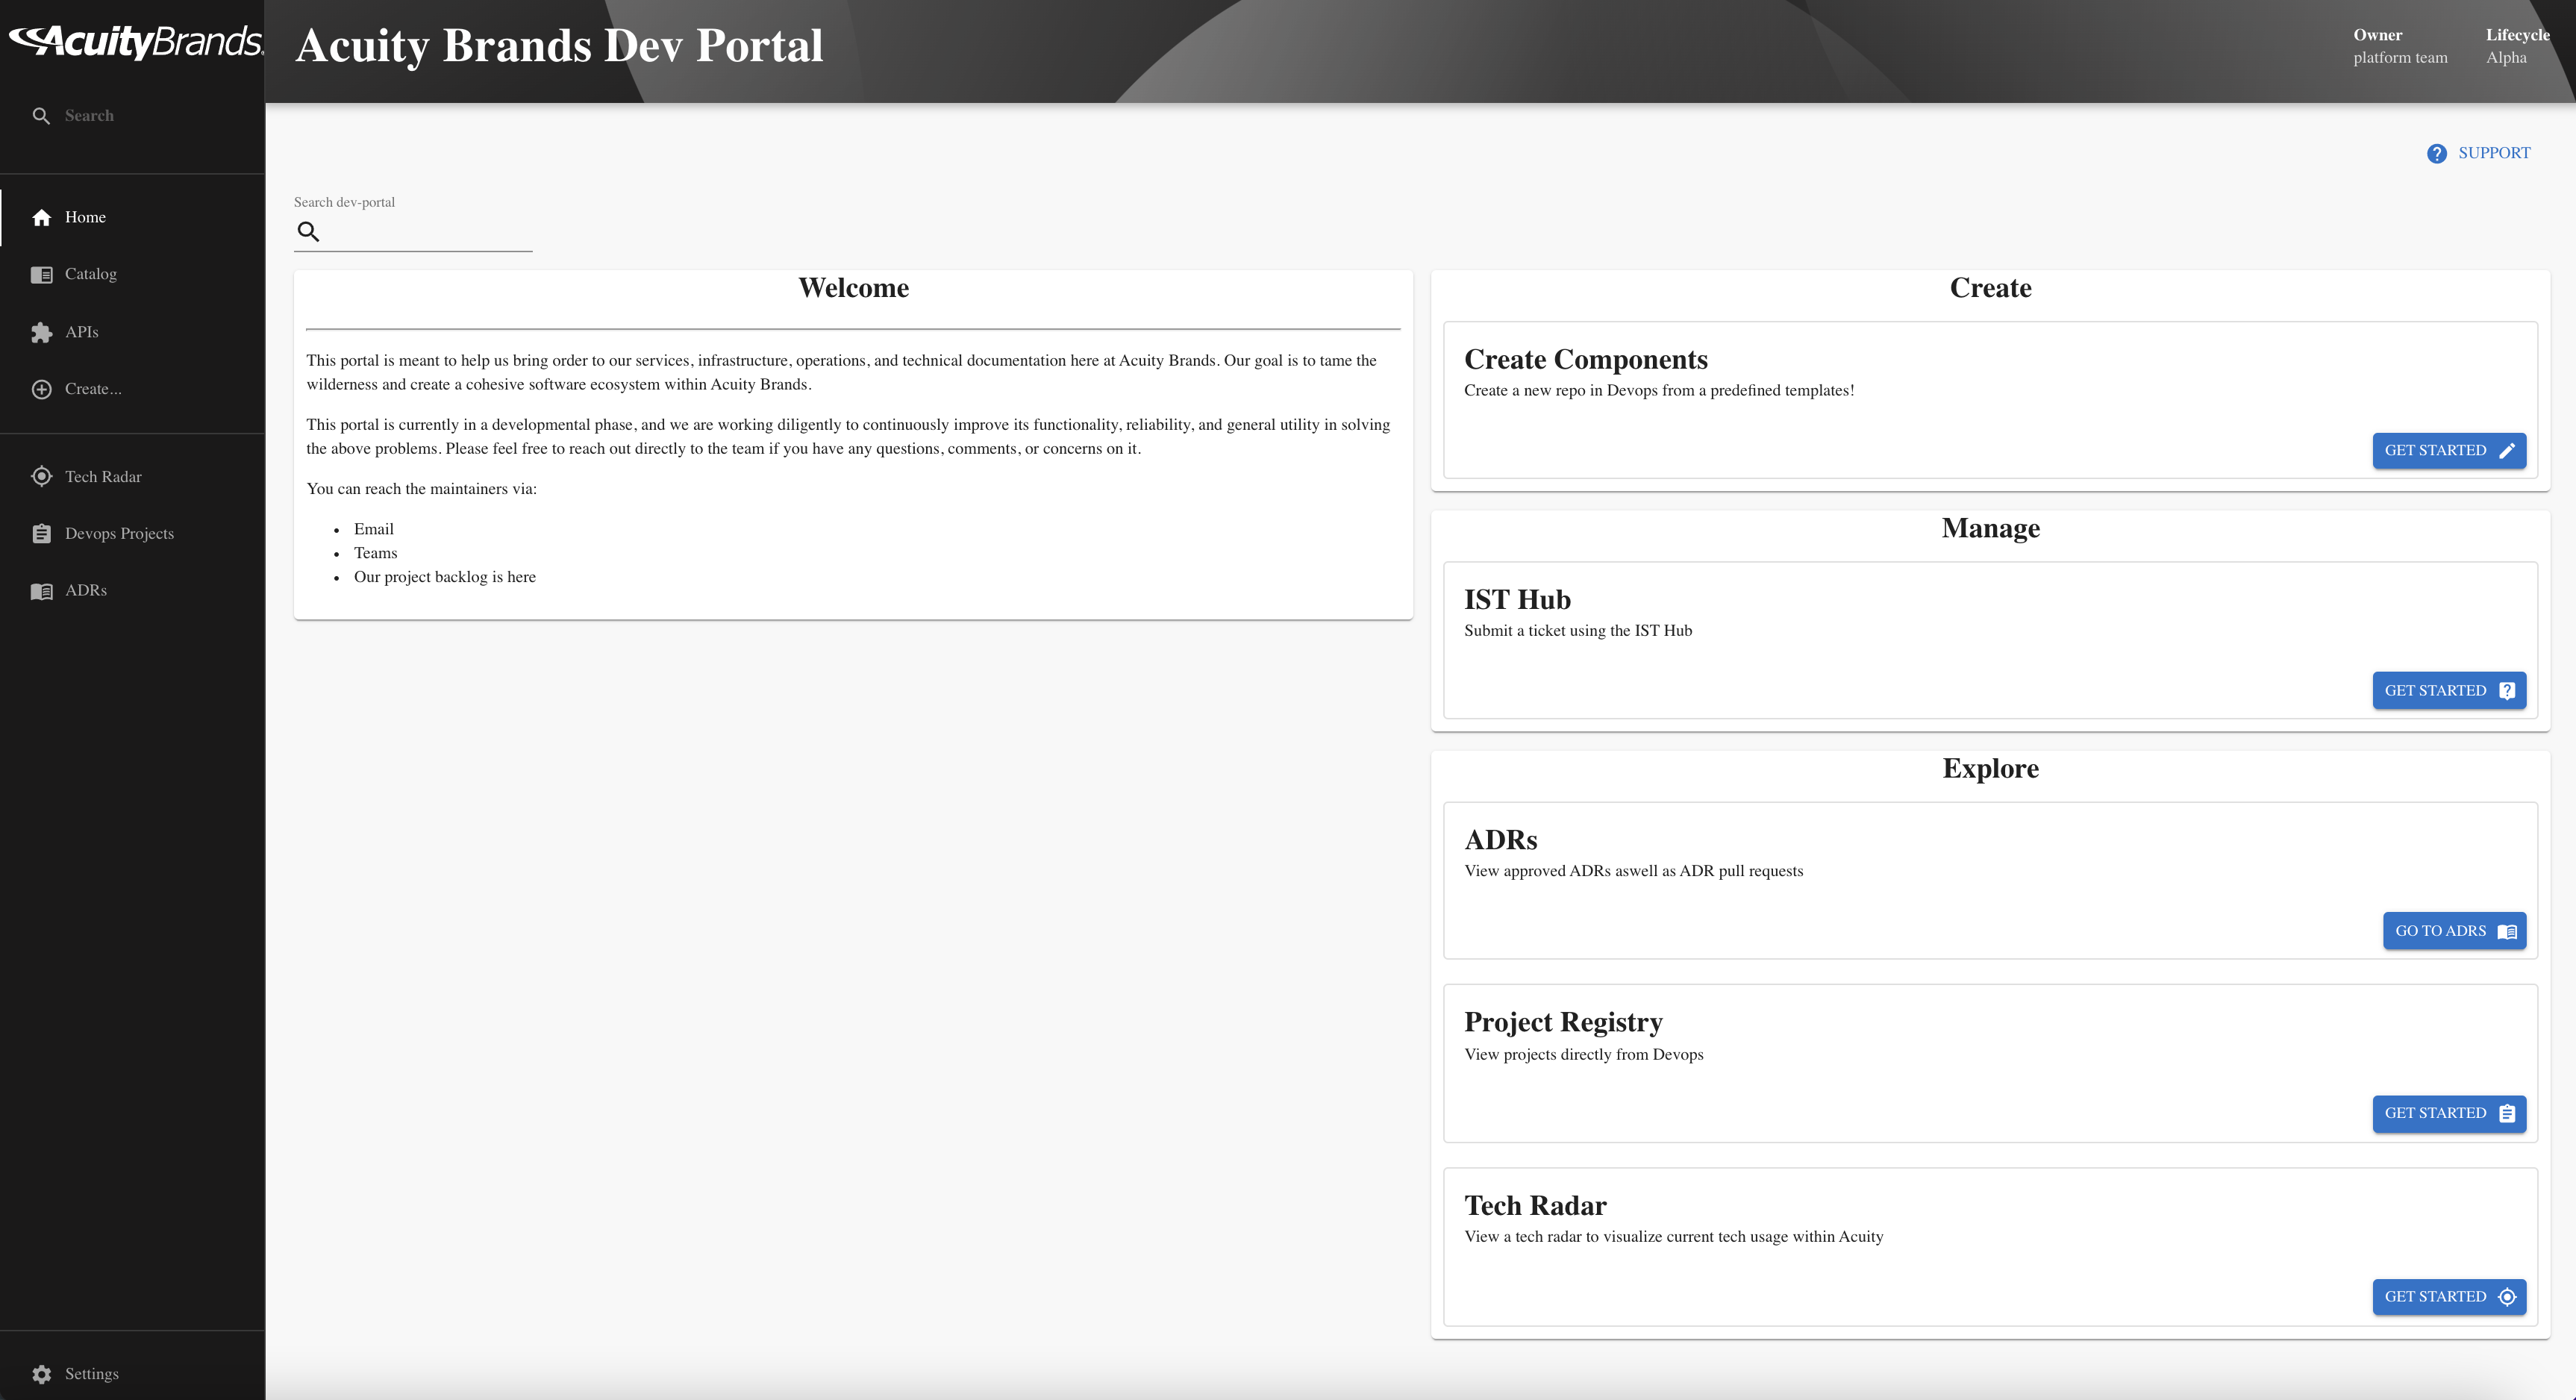 AcuityBrands.
Search
Home
Catalog
APIs
Create...
Tech Radar
Devops Projects
ADRs
Settings
Acuity Brands Dev Portal
Owner
platform team
Lifecycle
Alpha
SUPPORT
Search dev-portal
Welcome
This portal is meant to help us bring order to our services, infrastructure, operations, and technical documentation here at Acuity Brands. Our goal is to tame the
wilderness and create a cohesive software ecosystem within Acuity Brands.
This portal is currently in a developmental phase, and we are working diligently to continuously improve its functionality, reliability, and general utility in solving
the above problems. Please feel free to reach out directly to the team if you have any questions, comments, or concerns on it.
You can reach the maintainers via:
• Email
• Teams
• Our project backlog is here
Create
Create Components
Create a new repo in Devops from a predefined templates!
GET STARTED
Manage
IST Hub
Submit a ticket using the IST Hub
GET STARTED
Explore
ADRs
View approved ADRs aswell as ADR pull requests
GO TO ADRS
Project Registry
View projects directly from Devops
GET STARTED
Tech Radar
View a tech radar to visualize current tech usage within Acuity
GET STARTED